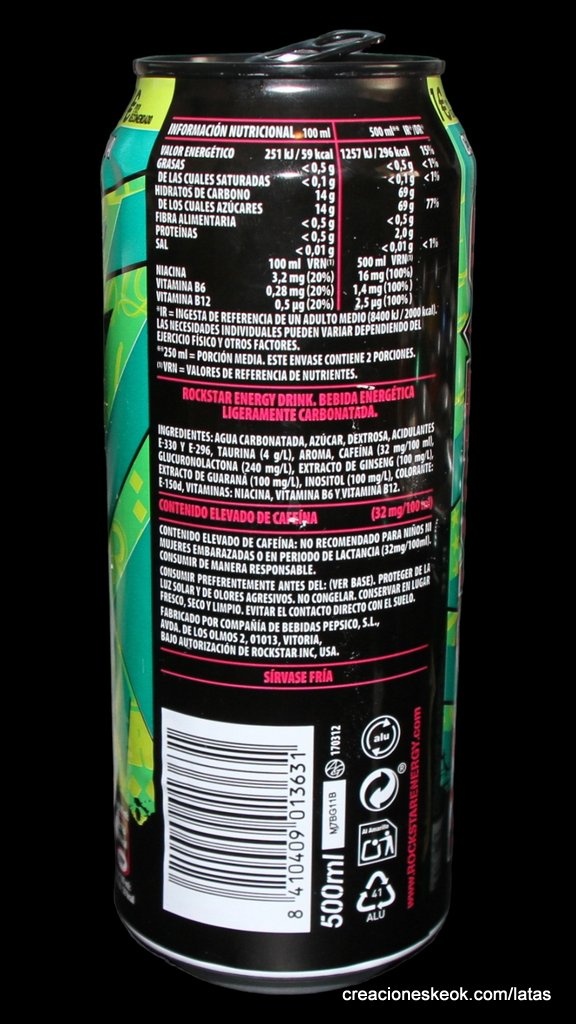 INFORMACIÓN NUTRICIONAL 100 ml 500 ml** IR*/DR*
VALOR ENERGÉTICO 251 kJ / 59 kcal 1257 kJ / 296 kcal 15%
GRASAS < 0,5 g < 0,5 g < 1%
DE LAS CUALES SATURADAS < 0,1 g < 0,1 g < 1%
HIDRATOS DE CARBONO 14 g 69 g
DE LOS CUALES AZÚCARES 14 g 69 g 77%
FIBRA ALIMENTARIA < 0,5 g < 0,5 g
PROTEÍNAS < 0,5 g 2,0 g
SAL < 0,01 g < 0,01 g < 1%
100 ml VRN(1) 500 ml VRN(1)
NIACINA 3,2 mg (20%) 16 mg (100%)
VITAMINA B6 0,28 mg (20%) 1,4 mg (100%)
VITAMINA B12 0,5 µg (20%) 2,5 µg (100%)
*IR = INGESTA DE REFERENCIA DE UN ADULTO MEDIO (8400 kJ / 2000 kcal).
LAS NECESIDADES INDIVIDUALES PUEDEN VARIAR DEPENDIENDO DEL
EJERCICIO FÍSICO Y OTROS FACTORES.
**250 ml = PORCIÓN MEDIA. ESTE ENVASE CONTIENE 2 PORCIONES.
(1) VRN = VALORES DE REFERENCIA DE NUTRIENTES.
ROCKSTAR ENERGY DRINK. BEBIDA ENERGÉTICA
LIGERAMENTE CARBONATADA.
INGREDIENTES: AGUA CARBONATADA, AZÚCAR, DEXTROSA, ACIDULANTES
E-330 Y E-296, TAURINA (4 g/L), AROMA, CAFEÍNA (32 mg/100 ml),
GLUCURONOLACTONA (240 mg/L), EXTRACTO DE GINSENG (100 mg/L),
EXTRACTO DE GUARANÁ (100 mg/L), INOSITOL (100 mg/L), COLORANTE:
E-150d, VITAMINAS: NIACINA, VITAMINA B6 Y VITAMINA B12.
CONTENIDO ELEVADO DE CAFEÍNA (32 mg/100 ml)
CONTENIDO ELEVADO DE CAFEÍNA: NO RECOMENDADO PARA NIÑOS NI
MUJERES EMBARAZADAS O EN PERIODO DE LACTANCIA (32mg/100ml).
CONSUMIR DE MANERA RESPONSABLE.
CONSUMIR PREFERENTEMENTE ANTES DEL: (VER BASE). PROTEGER DE LA
LUZ SOLAR Y DE OLORES AGRESIVOS. NO CONGELAR. CONSERVAR EN LUGAR
FRESCO, SECO Y LIMPIO. EVITAR EL CONTACTO DIRECTO CON EL SUELO.
FABRICADO POR COMPAÑÍA DE BEBIDAS PEPSICO, S.L.,
AVDA. DE LOS OLMOS 2, 01013, VITORIA,
BAJO AUTORIZACIÓN DE ROCKSTAR INC, USA.
SÍRVASE FRÍA
8 410409 013631
500ml
M7BG11B
170312
alu
®
Al Amarillo
41
ALU
WWW.ROCKSTARENERGY.com
creacioneskeok.com/latas